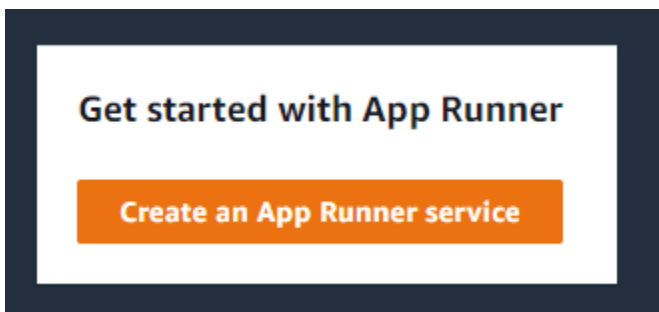 Get started with App Runner
Create an App Runner service